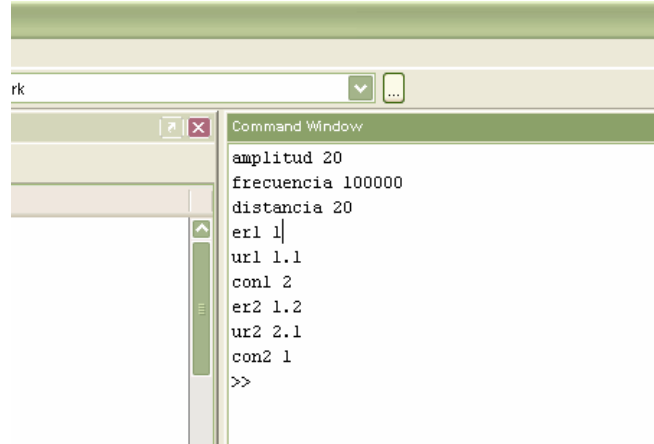 rk
...
Command Window
amplitud 20
frecuencia 100000
distancia 20
er1 1
ur1 1.1
con1 2
er2 1.2
ur2 2.1
con2 1
>>